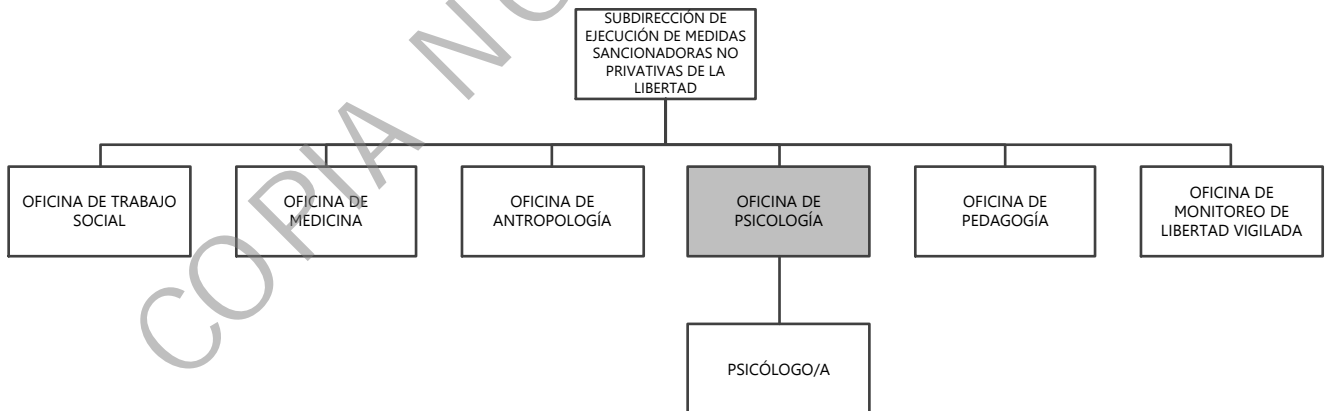 SUBDIRECCIÓN DE
EJECUCIÓN DE MEDIDAS
SANCIONADORAS NO
PRIVATIVAS DE LA
LIBERTAD
OFICINA DE TRABAJO
SOCIAL
OFICINA DE
MEDICINA
OFICINA DE
ANTROPOLOGÍA
OFICINA DE
PSICOLOGÍA
OFICINA DE
PEDAGOGÍA
OFICINA DE
MONITOREO DE
LIBERTAD VIGILADA
PSICÓLOGO/A
COPIA